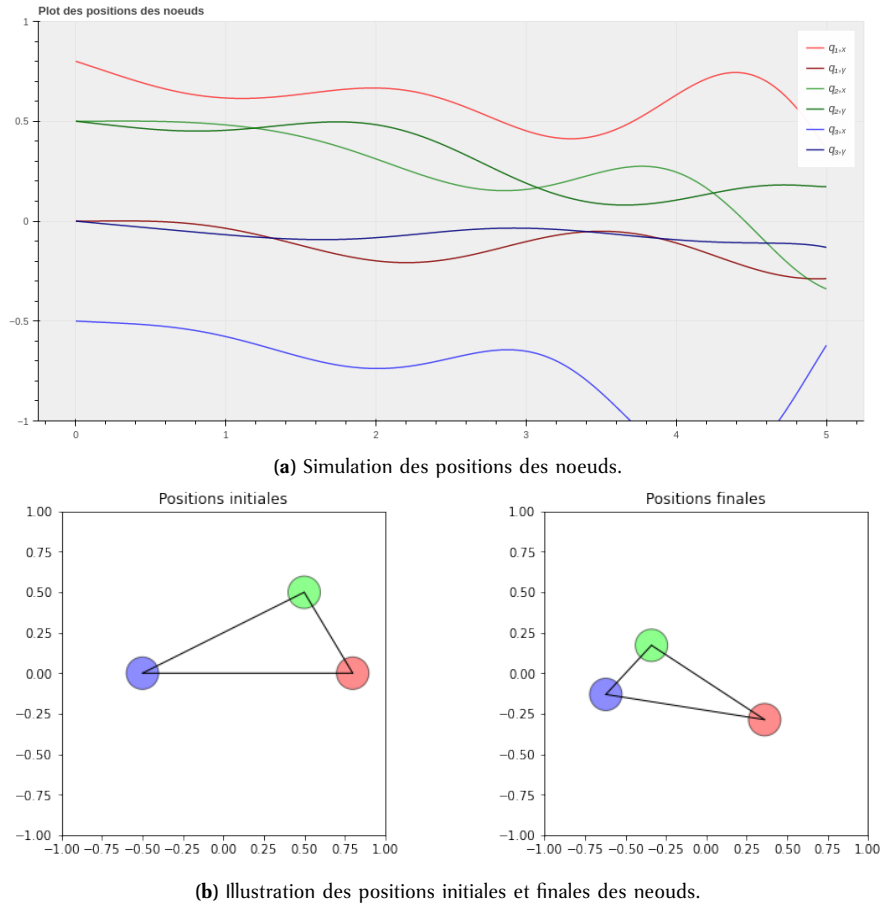 Plot des positions des noeuds
1
0.5
0
−0.5
−1
0 1 2 3 4 5
q₁,x
q₁,y
q₂,x
q₂,y
q₃,x
q₃,y
(a) Simulation des positions des noeuds.
Positions initiales
1.00
0.75
0.50
0.25
0.00
−0.25
−0.50
−0.75
−1.00
−1.00 −0.75 −0.50 −0.25 0.00 0.25 0.50 0.75 1.00
Positions finales
1.00
0.75
0.50
0.25
0.00
−0.25
−0.50
−0.75
−1.00
−1.00 −0.75 −0.50 −0.25 0.00 0.25 0.50 0.75 1.00
(b) Illustration des positions initiales et finales des neouds.